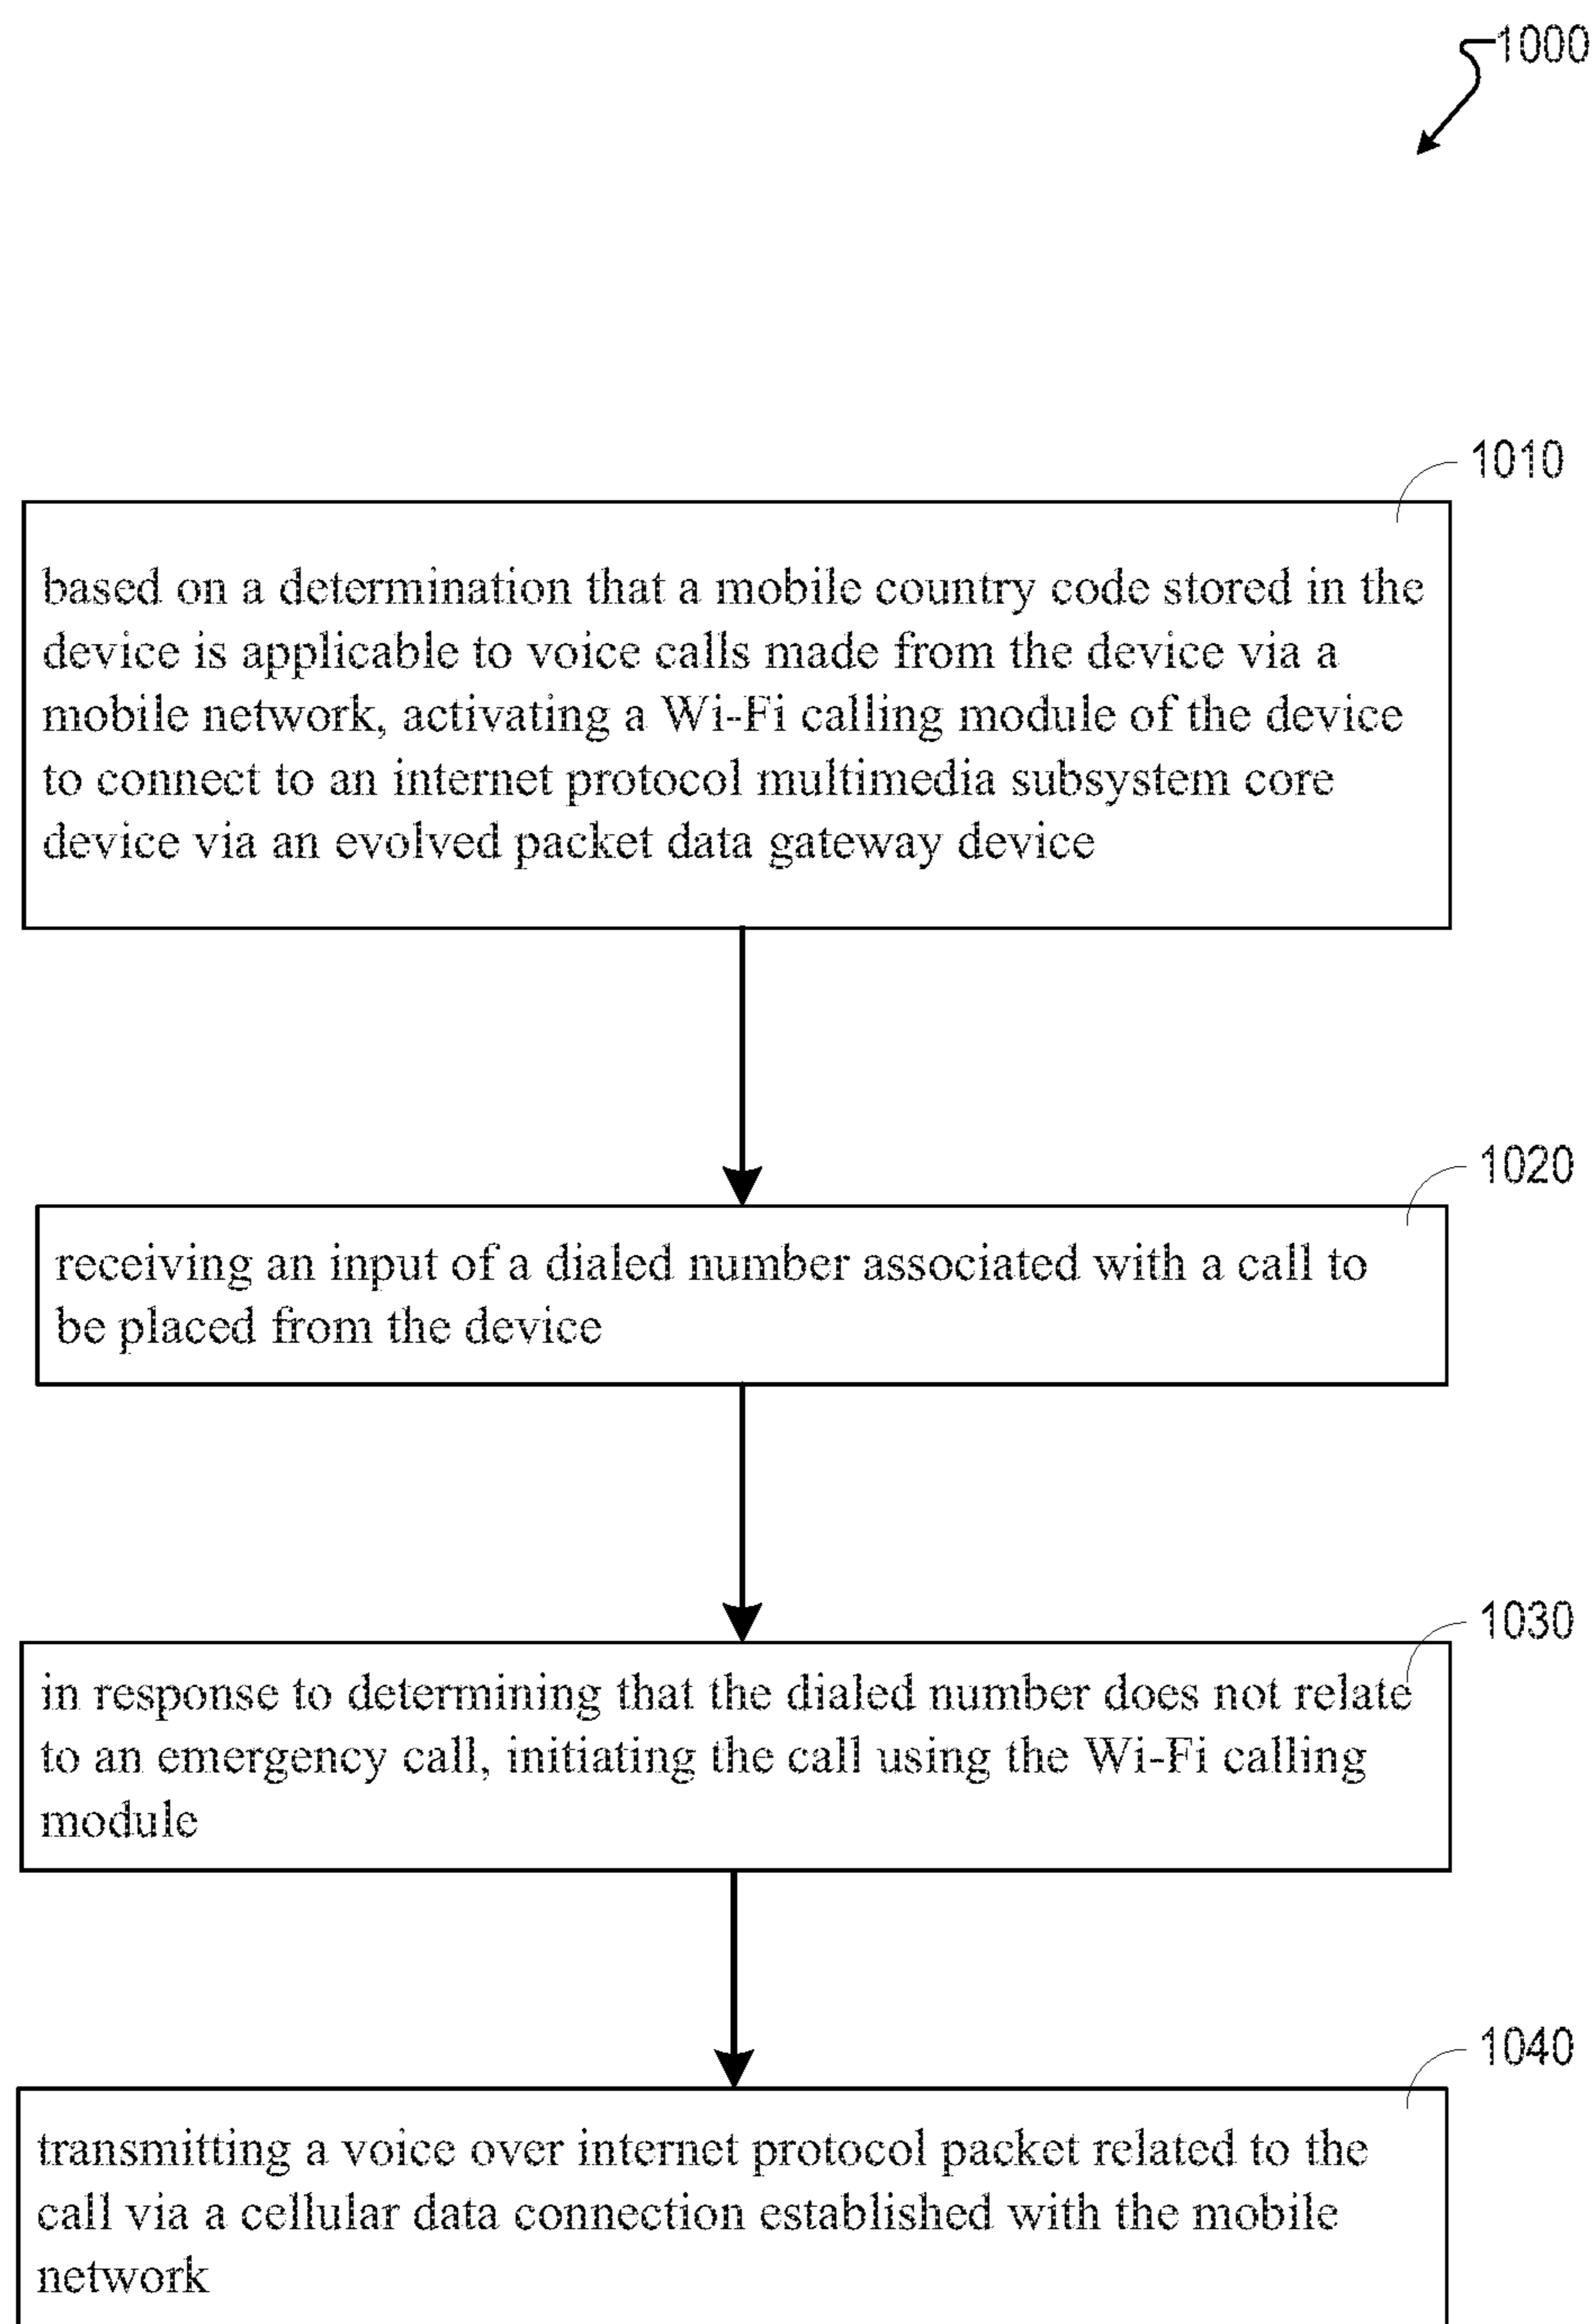 1000
1010
based on a determination that a mobile country code stored in the
device is applicable to voice calls made from the device via a
mobile network, activating a Wi-Fi calling module of the device
to connect to an internet protocol multimedia subsystem core
device via an evolved packet data gateway device
1020
receiving an input of a dialed number associated with a call to
be placed from the device
1030
in response to determining that the dialed number does not relate
to an emergency call, initiating the call using the Wi-Fi calling
module
1040
transmitting a voice over internet protocol packet related to the
call via a cellular data connection established with the mobile
network